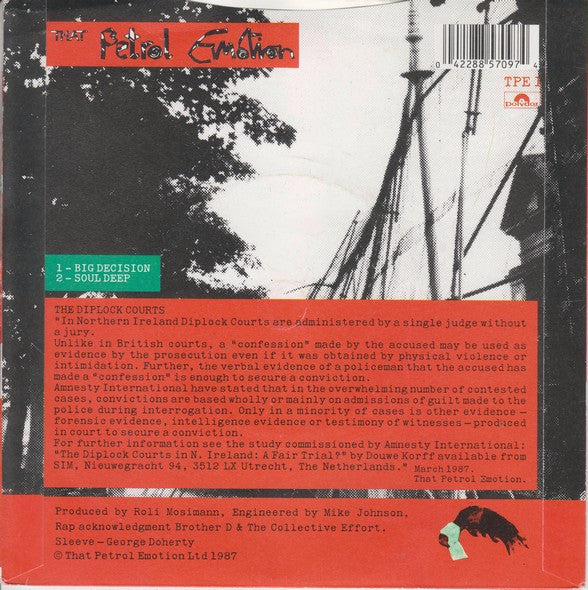 THAT Petrol Emotion
0 42288 57097 4
TPE 1
Polydor
1 - BIG DECISION
2 - SOUL DEEP
THE DIPLOCK COURTS
"In Northern Ireland Diplock Courts are administered by a single judge without
a jury.
Unlike in British courts, a "confession" made by the accused may be used as
evidence by the prosecution even if it was obtained by physical violence or
intimidation. Further, the verbal evidence of a policeman that the accused has
made a "confession" is enough to secure a conviction.
Amnesty International have stated that in the overwhelming number of contested
cases, convictions are based wholly or mainly on admissions of guilt made to the
police during interrogation. Only in a minority of cases is other evidence –
forensic evidence, intelligence evidence or testimony of witnesses – produced
in court to secure a conviction.
For further information see the study commissioned by Amnesty International:
"The Diplock Courts in N. Ireland: A Fair Trial?" by Douwe Korff available from
SIM, Nieuwegracht 94, 3512 LX Utrecht, The Netherlands." March 1987.
That Petrol Emotion.
Produced by Roli Mosimann, Engineered by Mike Johnson,
Rap acknowledgment Brother D & The Collective Effort.
Sleeve – George Doherty
© That Petrol Emotion Ltd 1987